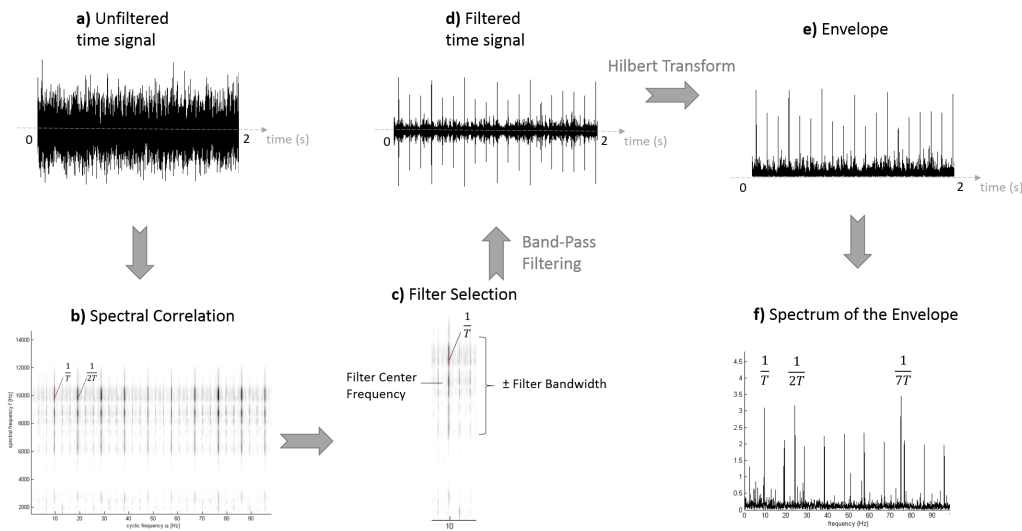 a) Unfiltered
time signal
0
2
time (s)
d) Filtered
time signal
0
2
time (s)
Hilbert Transform
e) Envelope
0
2
time (s)
Band-Pass
Filtering
b) Spectral Correlation
14000
12000
10000
8000
6000
4000
2000
spectral frequency f [Hz]
1
T
1
2T
10 20 30 40 50 60 70 80 90
cyclic frequency α [Hz]
c) Filter Selection
1
T
Filter Center
Frequency
± Filter Bandwidth
10
f) Spectrum of the Envelope
4.5
4
3.5
3
2.5
2
1.5
1
0.5
0
1
T
1
2T
1
7T
0 10 20 30 40 50 60 70 80 90
frequency (Hz)